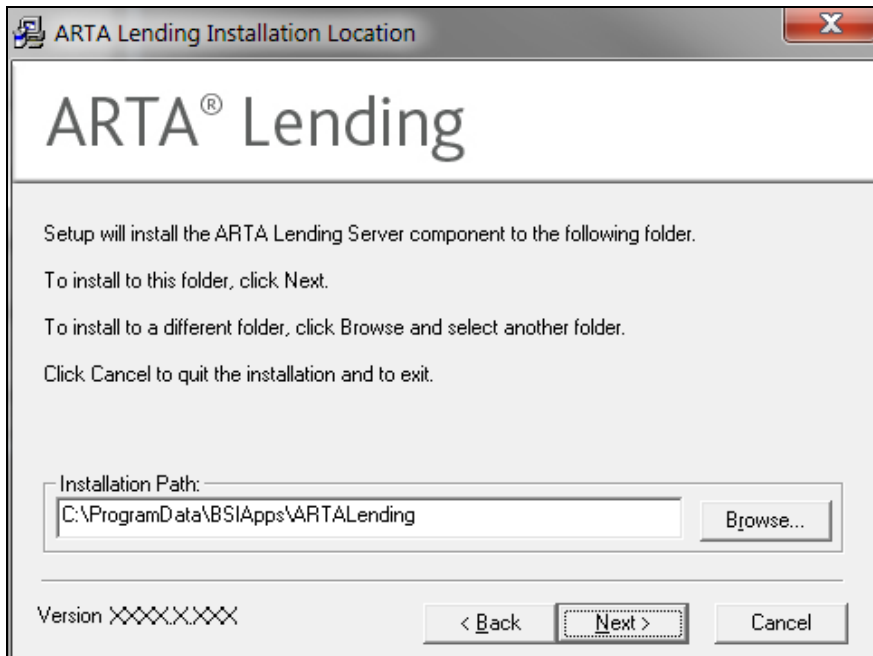 ARTA Lending Installation Location
ARTA® Lending
Setup will install the ARTA Lending Server component to the following folder.
To install to this folder, click Next.
To install to a different folder, click Browse and select another folder.
Click Cancel to quit the installation and to exit.
Installation Path:
C:\ProgramData\BSIApps\ARTALending
Browse...
Version XXXX.X.XXX
< Back
Next >
Cancel